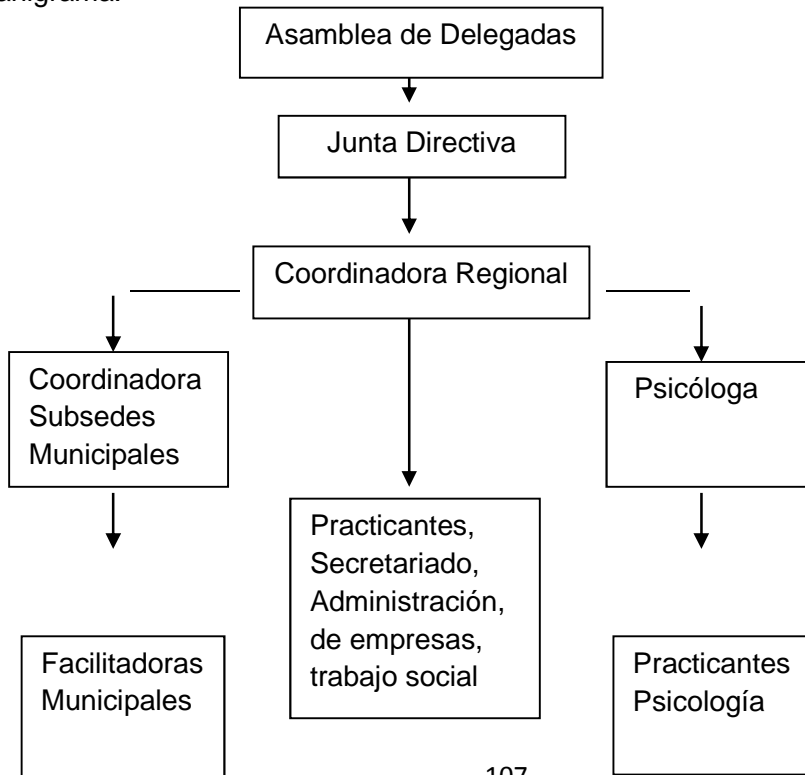 Asamblea de Delegadas
Junta Directiva
Coordinadora Regional
Coordinadora
Subsedes
Municipales
Psicóloga
Practicantes,
Secretariado,
Administración,
de empresas,
trabajo social
Facilitadoras
Municipales
Practicantes
Psicología
107